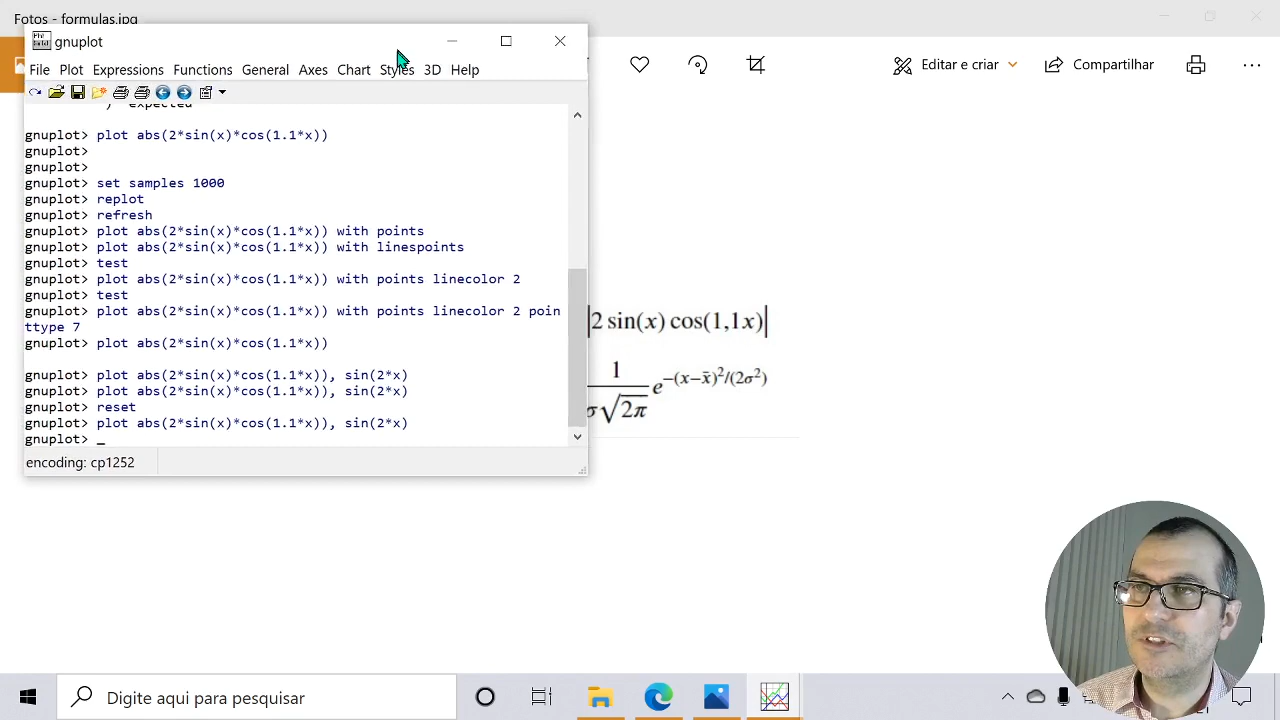 Fotos - formulas.jpg
gnuplot
File Plot Expressions Functions General Axes Chart Styles 3D Help
Editar e criar
Compartilhar
) expected
gnuplot> plot abs(2*sin(x)*cos(1.1*x))
gnuplot>
gnuplot>
gnuplot> set samples 1000
gnuplot> replot
gnuplot> refresh
gnuplot> plot abs(2*sin(x)*cos(1.1*x)) with points
gnuplot> plot abs(2*sin(x)*cos(1.1*x)) with linespoints
gnuplot> test
gnuplot> plot abs(2*sin(x)*cos(1.1*x)) with points linecolor 2
gnuplot> test
gnuplot> plot abs(2*sin(x)*cos(1.1*x)) with points linecolor 2 poin
ttype 7
gnuplot> plot abs(2*sin(x)*cos(1.1*x))
gnuplot> plot abs(2*sin(x)*cos(1.1*x)), sin(2*x)
gnuplot> plot abs(2*sin(x)*cos(1.1*x)), sin(2*x)
gnuplot> reset
gnuplot> plot abs(2*sin(x)*cos(1.1*x)), sin(2*x)
gnuplot> _
encoding: cp1252
|2 sin(x) cos(1,1x)|
1
σ√2π e^−(x−x̄)²/(2σ²)
Digite aqui para pesquisar